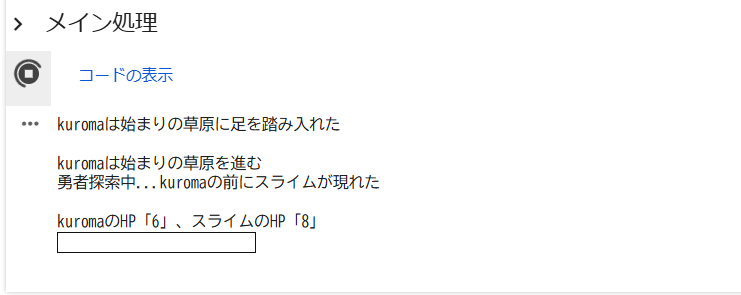 メイン処理
コードの表示
kuromaは始まりの草原に足を踏み入れた
kuromaは始まりの草原を進む
勇者探索中...kuromaの前にスライムが現れた
kuromaのHP「6」、スライムのHP「8」